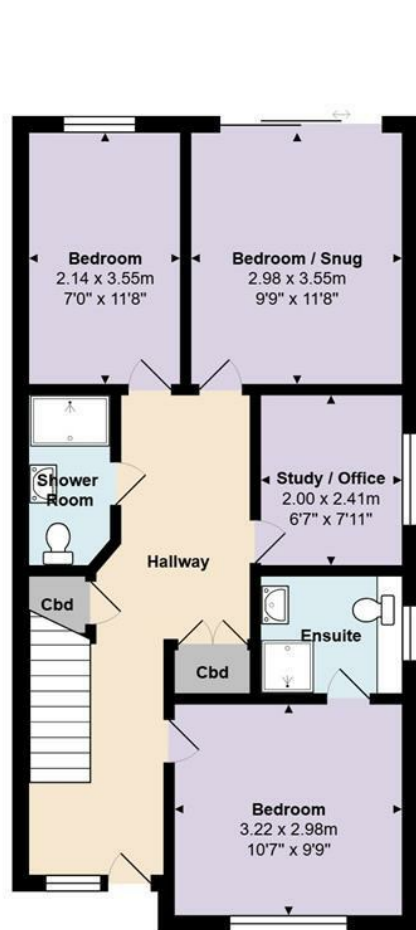 Bedroom
2.14 x 3.55m
7'0" x 11'8"
Bedroom / Snug
2.98 x 3.55m
9'9" x 11'8"
Shower
Room
Study / Office
2.00 x 2.41m
6'7" x 7'11"
Hallway
Cbd
Ensuite
Cbd
Bedroom
3.22 x 2.98m
10'7" x 9'9"